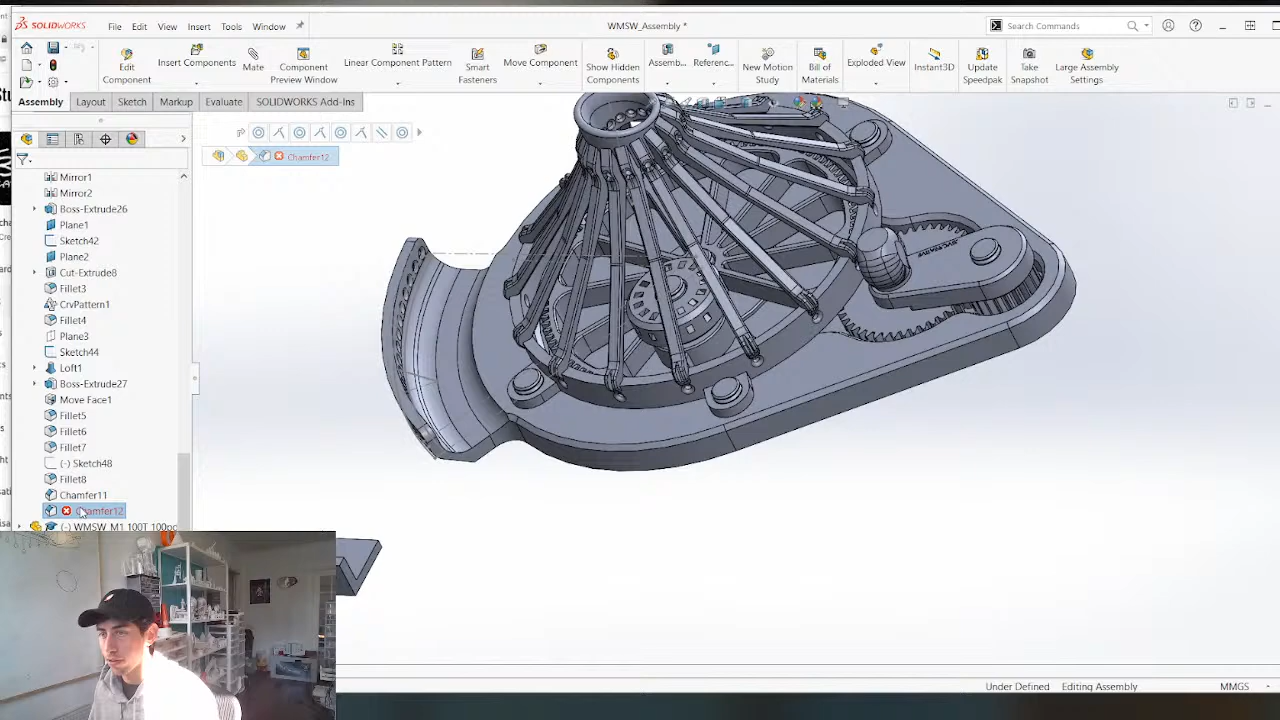 SOLIDWORKS
File Edit View Insert Tools Window
WMSW_Assembly *
Search Commands
Edit Component
Insert Components
Mate
Component Preview Window
Linear Component Pattern
Smart Fasteners
Move Component
Show Hidden Components
Assemb...
Referenc...
New Motion Study
Bill of Materials
Exploded View
Instant3D
Update Speedpak
Take Snapshot
Large Assembly Settings
Assembly Layout Sketch Markup Evaluate SOLIDWORKS Add-Ins
Chamfer12
Mirror1
Mirror2
Boss-Extrude26
Plane1
Sketch42
Plane2
Cut-Extrude8
Fillet3
CrvPattern1
Fillet4
Plane3
Sketch44
Loft1
Boss-Extrude27
Move Face1
Fillet5
Fillet6
Fillet7
(-) Sketch48
Fillet8
Chamfer11
Chamfer12
(-) WMSW_M1 100T 100pc
Under Defined Editing Assembly MMGS